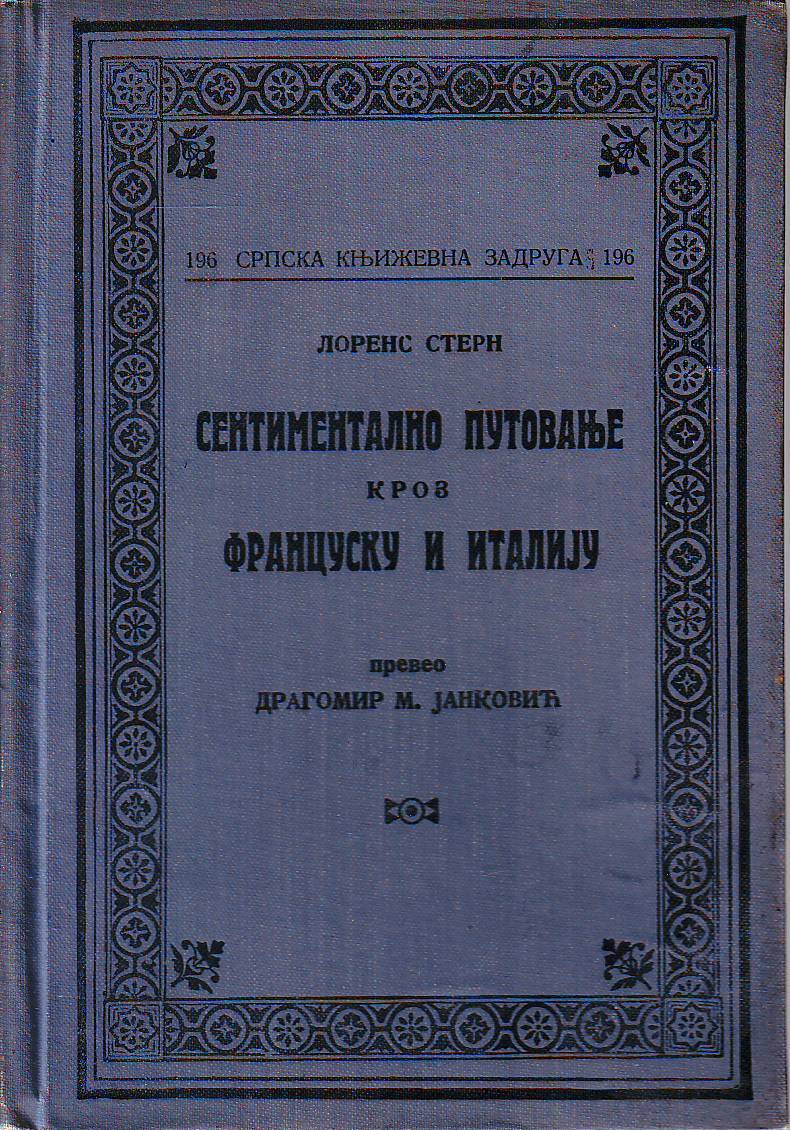 196 СРПСКА КЊИЖЕВНА ЗАДРУГА 196
ЛОРЕНС СТЕРН
СЕНТИМЕНТАЛНО ПУТОВАЊЕ
КРОЗ
ФРАНЦУСКУ И ИТАЛИЈУ
превео
ДРАГОМИР М. ЈАНКОВИЋ